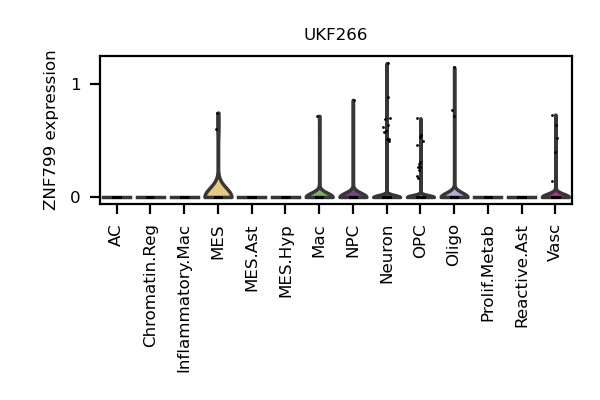 UKF266
ZNF799 expression
1
0
AC
Chromatin.Reg
Inflammatory.Mac
MES
MES.Ast
MES.Hyp
Mac
NPC
Neuron
OPC
Oligo
Prolif.Metab
Reactive.Ast
Vasc